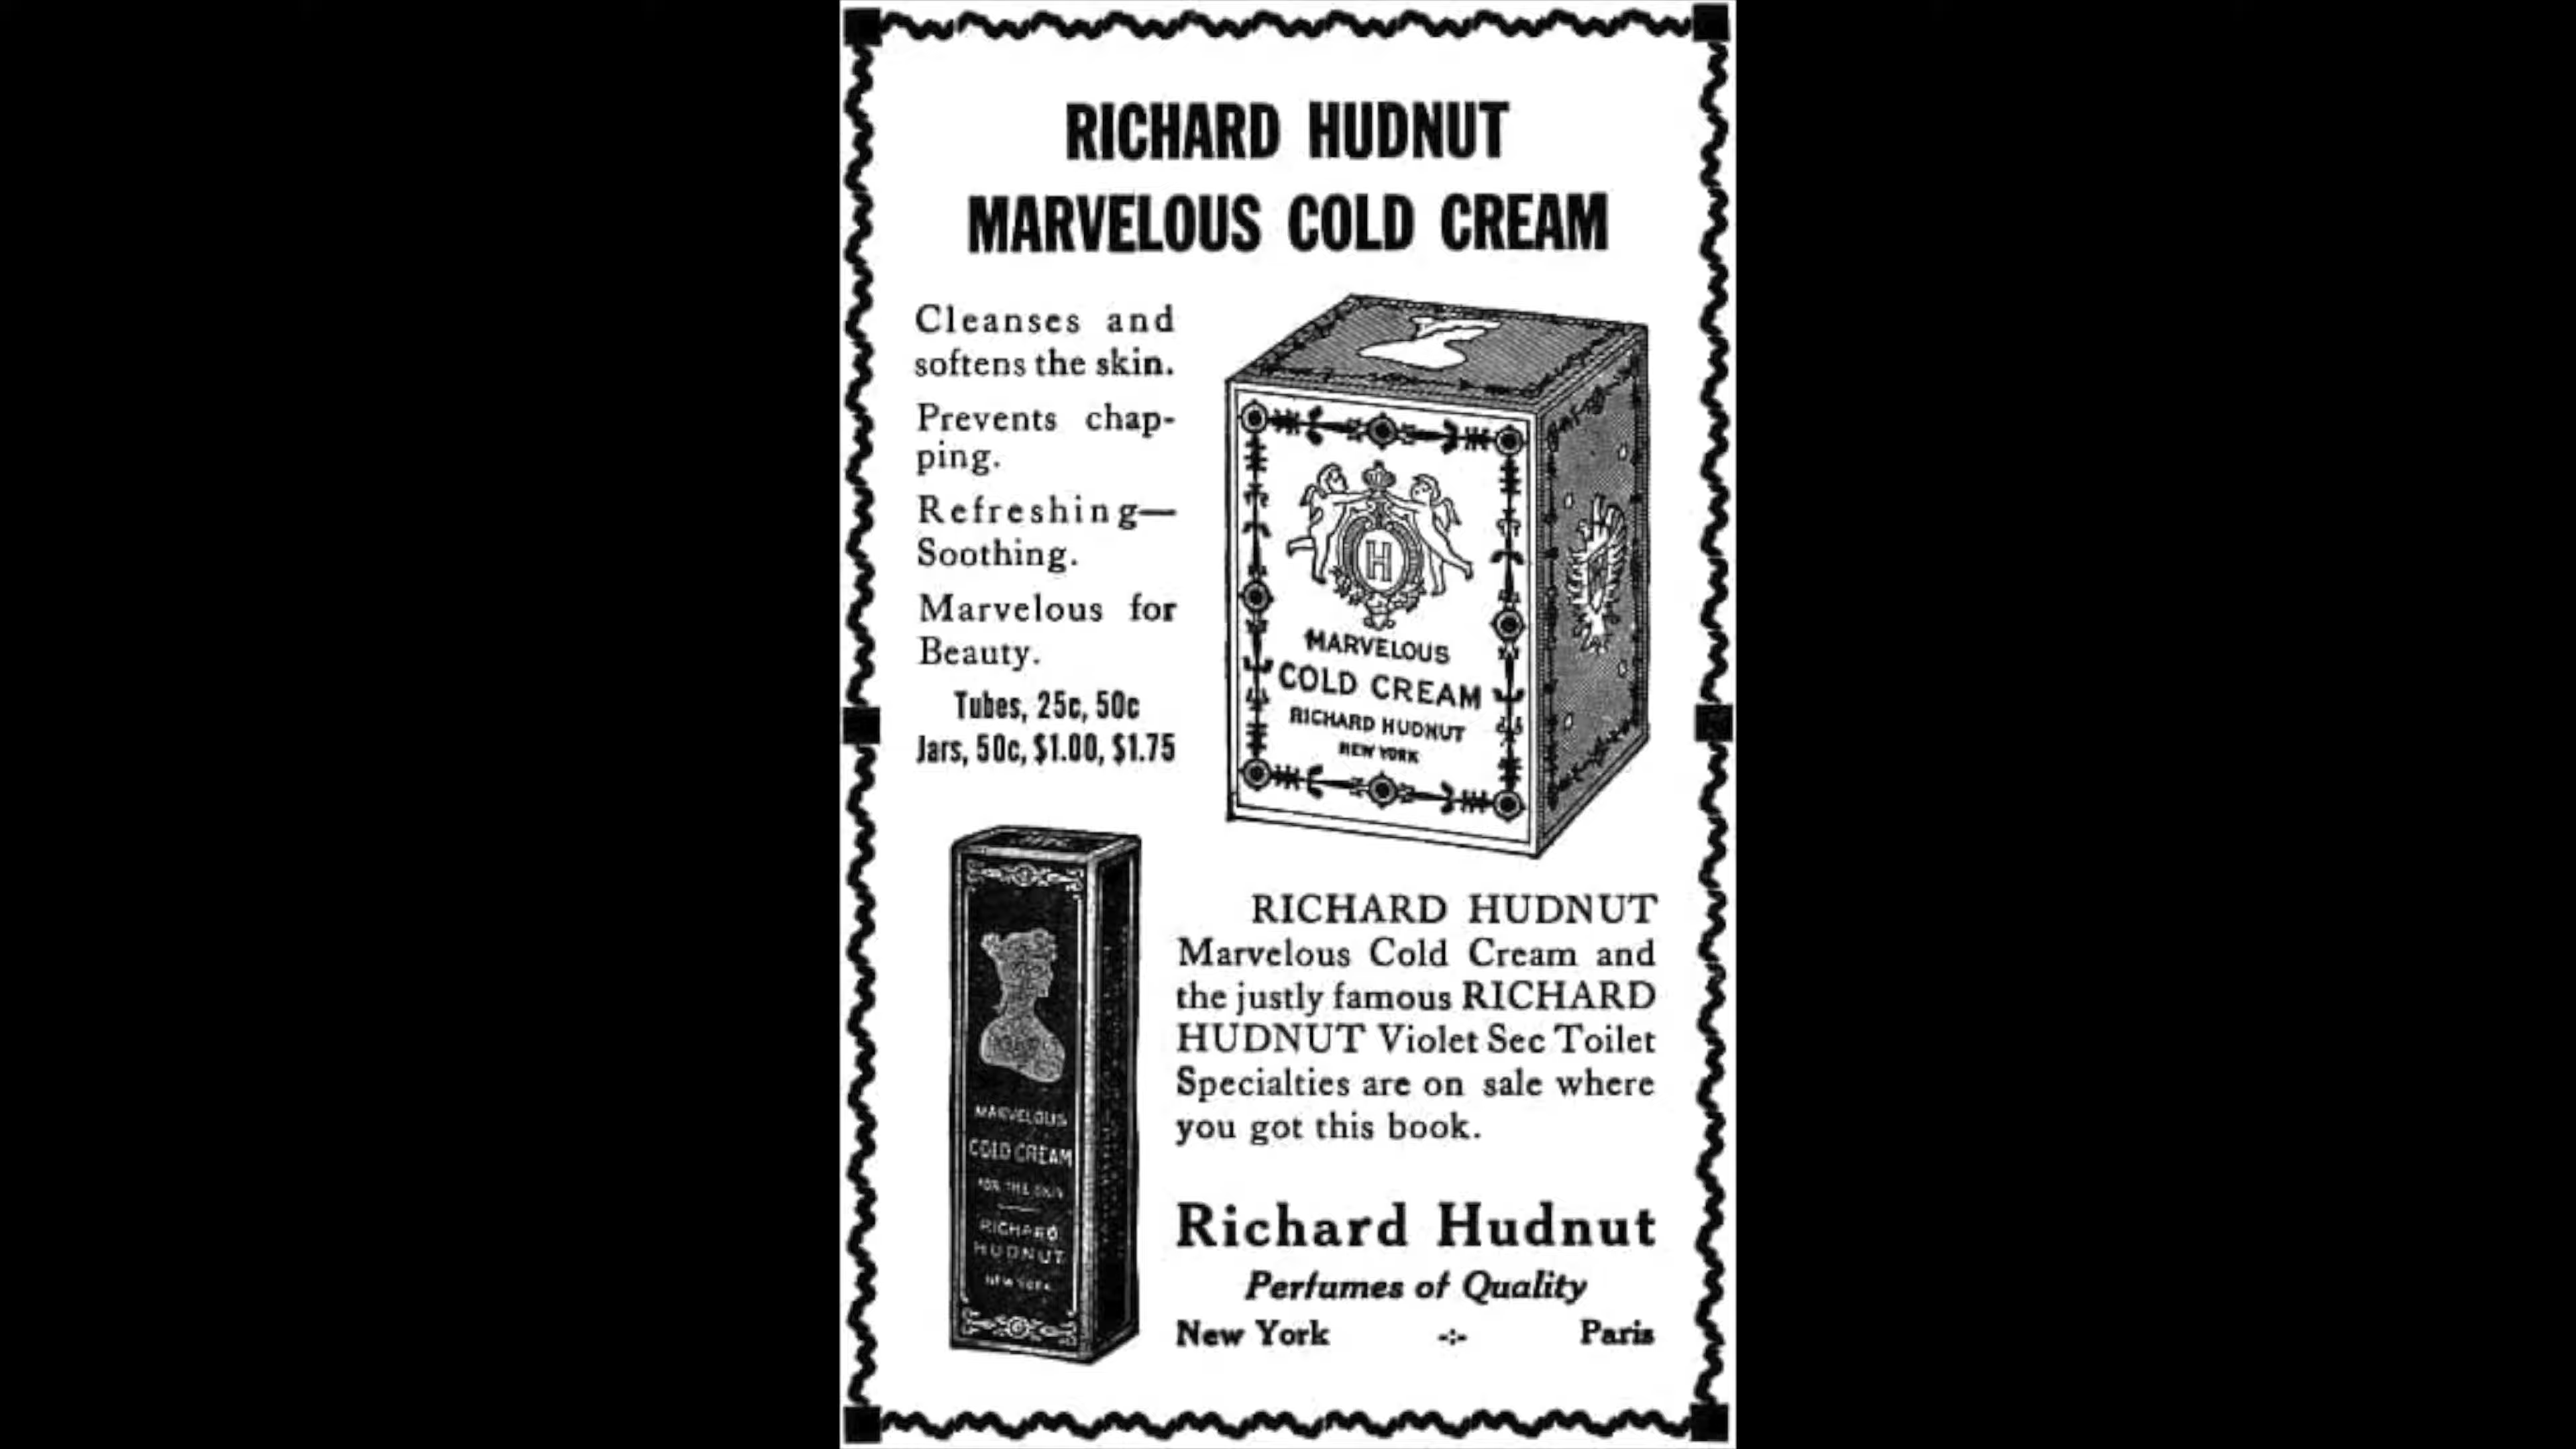 RICHARD HUDNUT
MARVELOUS COLD CREAM
Cleanses and
softens the skin.
Prevents chap-
ping.
Refreshing—
Soothing.
Marvelous for
Beauty.
Tubes, 25c, 50c
Jars, 50c, $1.00, $1.75
H
MARVELOUS
COLD CREAM
RICHARD HUDNUT
NEW YORK
MARVELOUS
COLD CREAM
FOR THE SKIN
RICHARD
HUDNUT
NEW YORK
RICHARD HUDNUT
Marvelous Cold Cream and
the justly famous RICHARD
HUDNUT Violet Sec Toilet
Specialties are on sale where
you got this book.
Richard Hudnut
Perfumes of Quality
New York -:- Paris